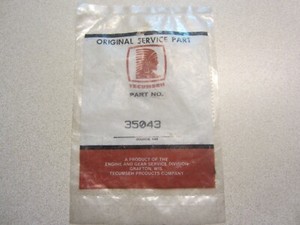 ORIGINAL SERVICE PART
TECUMSEH
PART NO.
35043
A PRODUCT OF THE
ENGINE AND GEAR SERVICE DIVISION
GRAFTON, WIS.
TECUMSEH PRODUCTS COMPANY